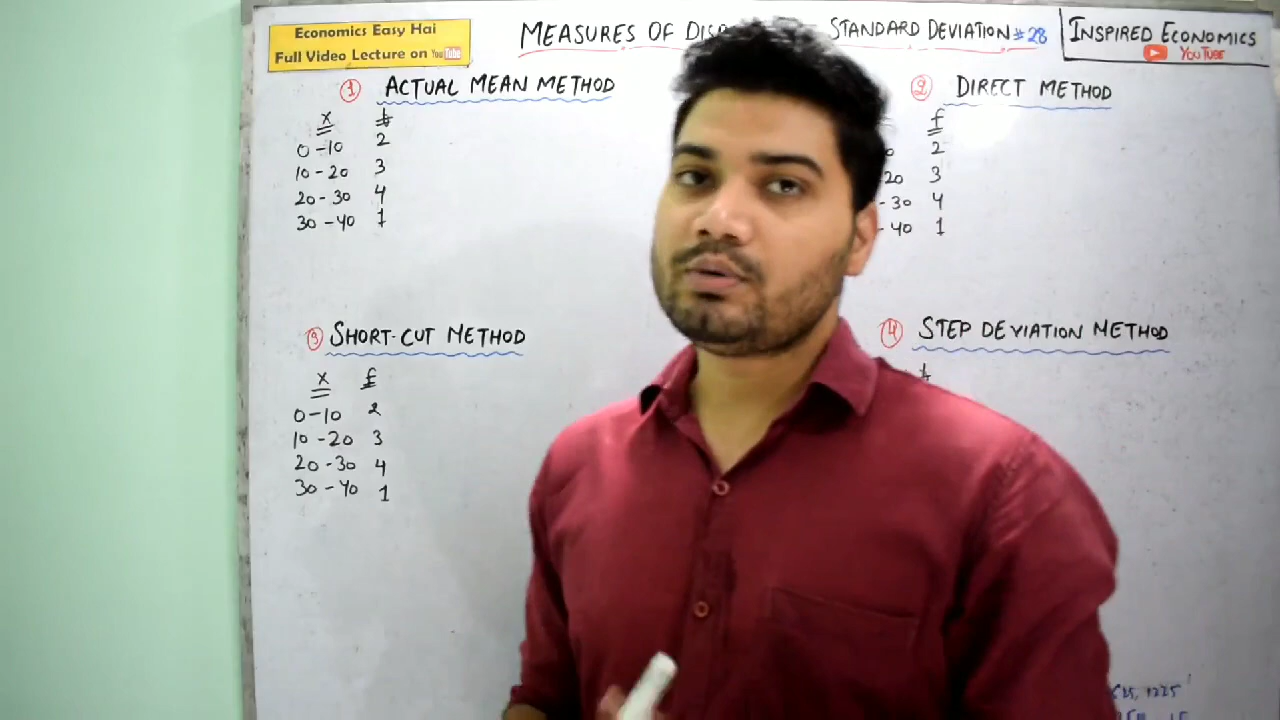 Economics Easy Hai
Full Video Lecture on YouTube
MEASURES OF
STANDARD DEVIATION #28
INSPIRED ECONOMICS
YouTube
1 ACTUAL MEAN METHOD
X f
0-10 2
10-20 3
20-30 4
30-40 1
2 DIRECT METHOD
f
2
20 3
-30 4
-40 1
3 SHORT-CUT METHOD
X f
0-10 2
10-20 3
20-30 4
30-40 1
4 STEP DEVIATION METHOD
f